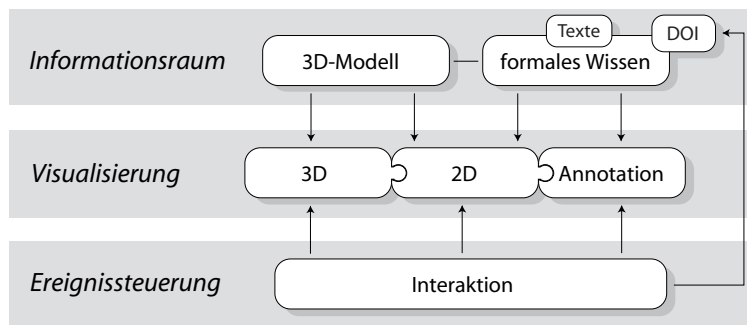 Texte
DOI
Informationsraum
3D-Modell
formales Wissen
Visualisierung
3D
2D
Annotation
Ereignissteuerung
Interaktion